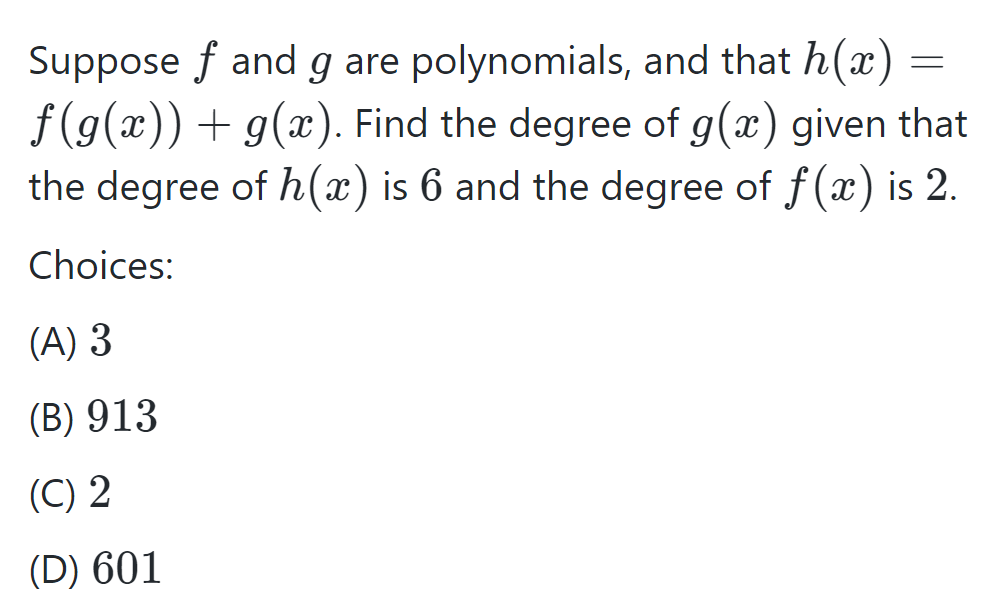 Suppose f and g are polynomials, and that h(x) =
f(g(x)) + g(x). Find the degree of g(x) given that
the degree of h(x) is 6 and the degree of f(x) is 2.
Choices:
(A) 3
(B) 913
(C) 2
(D) 601